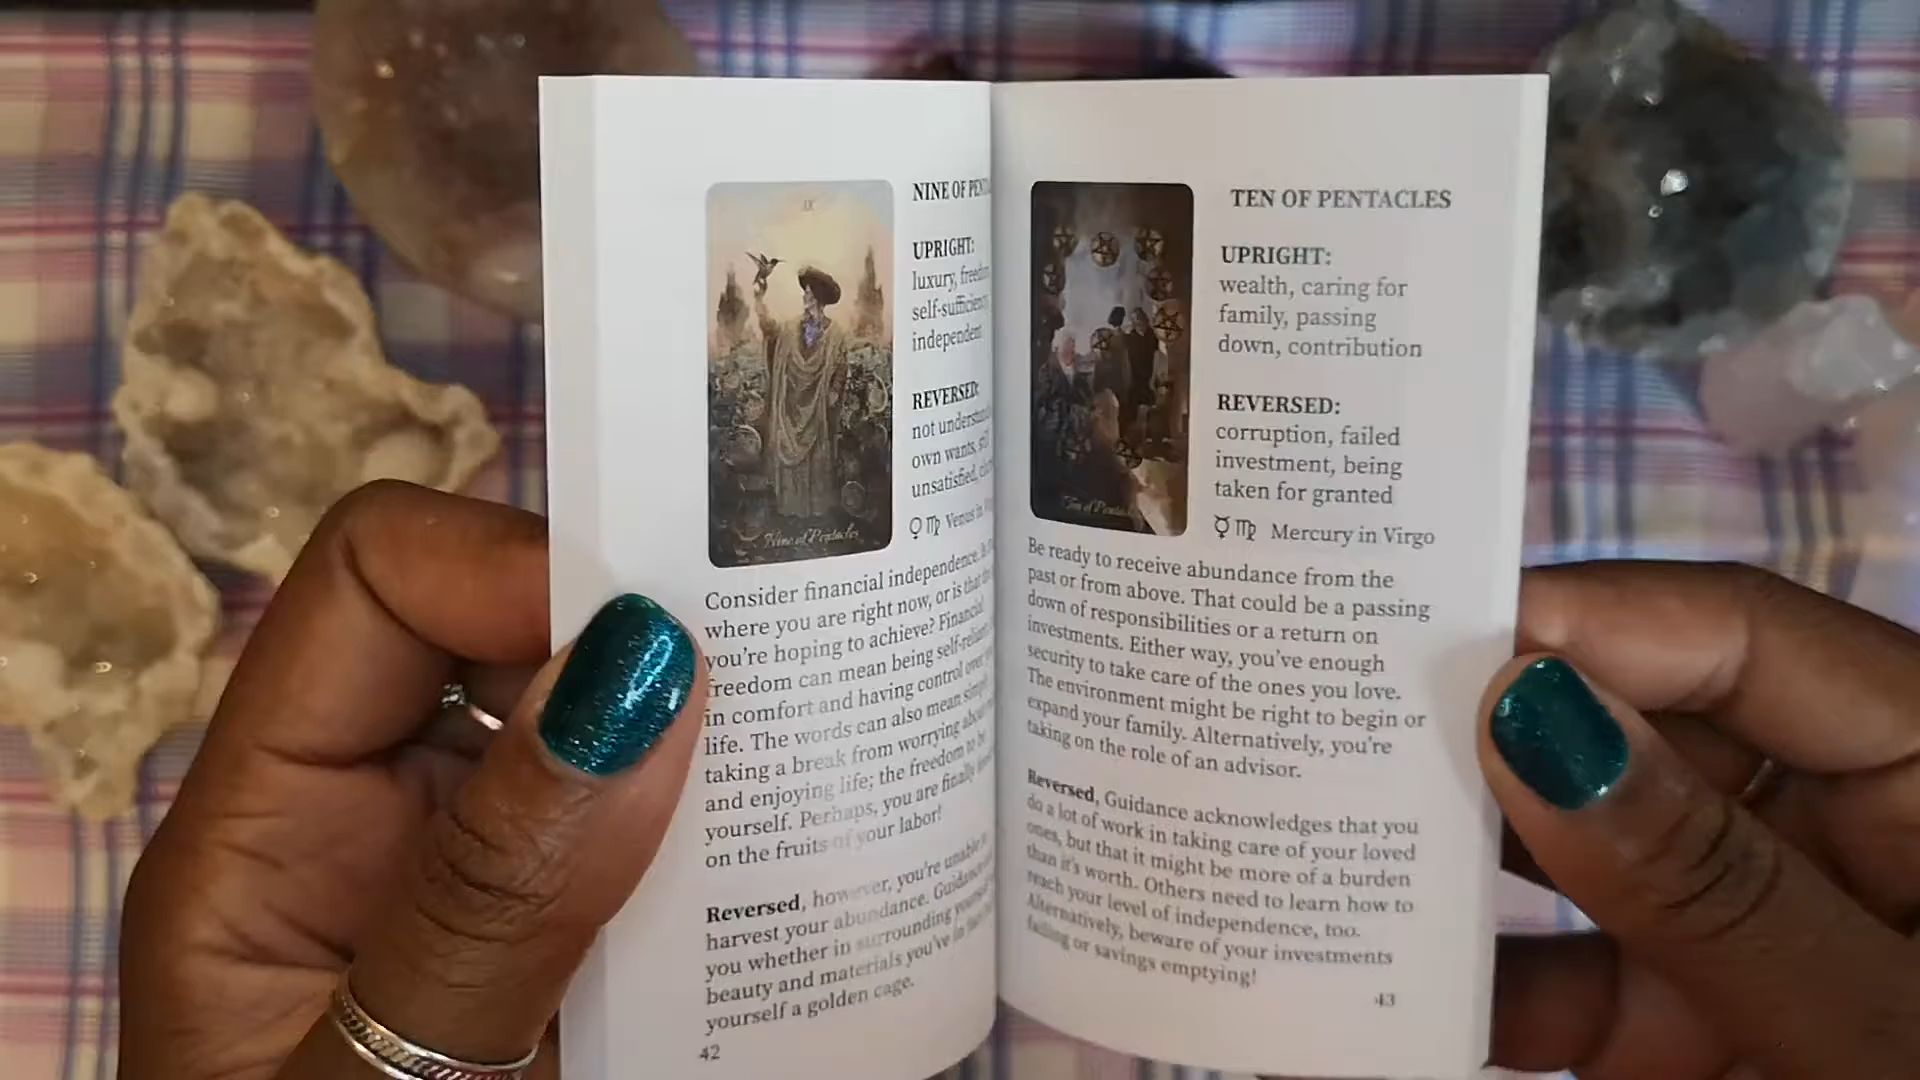 IX
Nine of Pentacles
NINE OF
UPRIGHT:
luxury,
self-sufficiency
independent
REVERSED:
not
own wants,
unsatisfied,
♀ ♍ Venus in
Consider financial independence.
where you are right now, or is that
you're hoping to achieve? Financial
freedom can mean being
in comfort and having control over
life. The words can also mean
taking a break from worrying about
and enjoying life; the freedom to be
yourself. Perhaps, you are finally
on the fruits of your labor!
Reversed, however, you're unable
harvest your abundance.
you whether in surrounding yourself
beauty and materials you've in
yourself a golden cage.
42
Ten of
TEN OF PENTACLES
UPRIGHT:
wealth, caring for
family, passing
down, contribution
REVERSED:
corruption, failed
investment, being
taken for granted
☿ ♍ Mercury in Virgo
Be ready to receive abundance from the
past or from above. That could be a passing
down of responsibilities or a return on
investments. Either way, you've enough
security to take care of the ones you love.
The environment might be right to begin or
expand your family. Alternatively, you're
taking on the role of an advisor.
Reversed, Guidance acknowledges that you
do a lot of work in taking care of your loved
ones, but that it might be more of a burden
than it's worth. Others need to learn how to
reach your level of independence, too.
Alternatively, beware of your investments
failing or savings emptying!
43